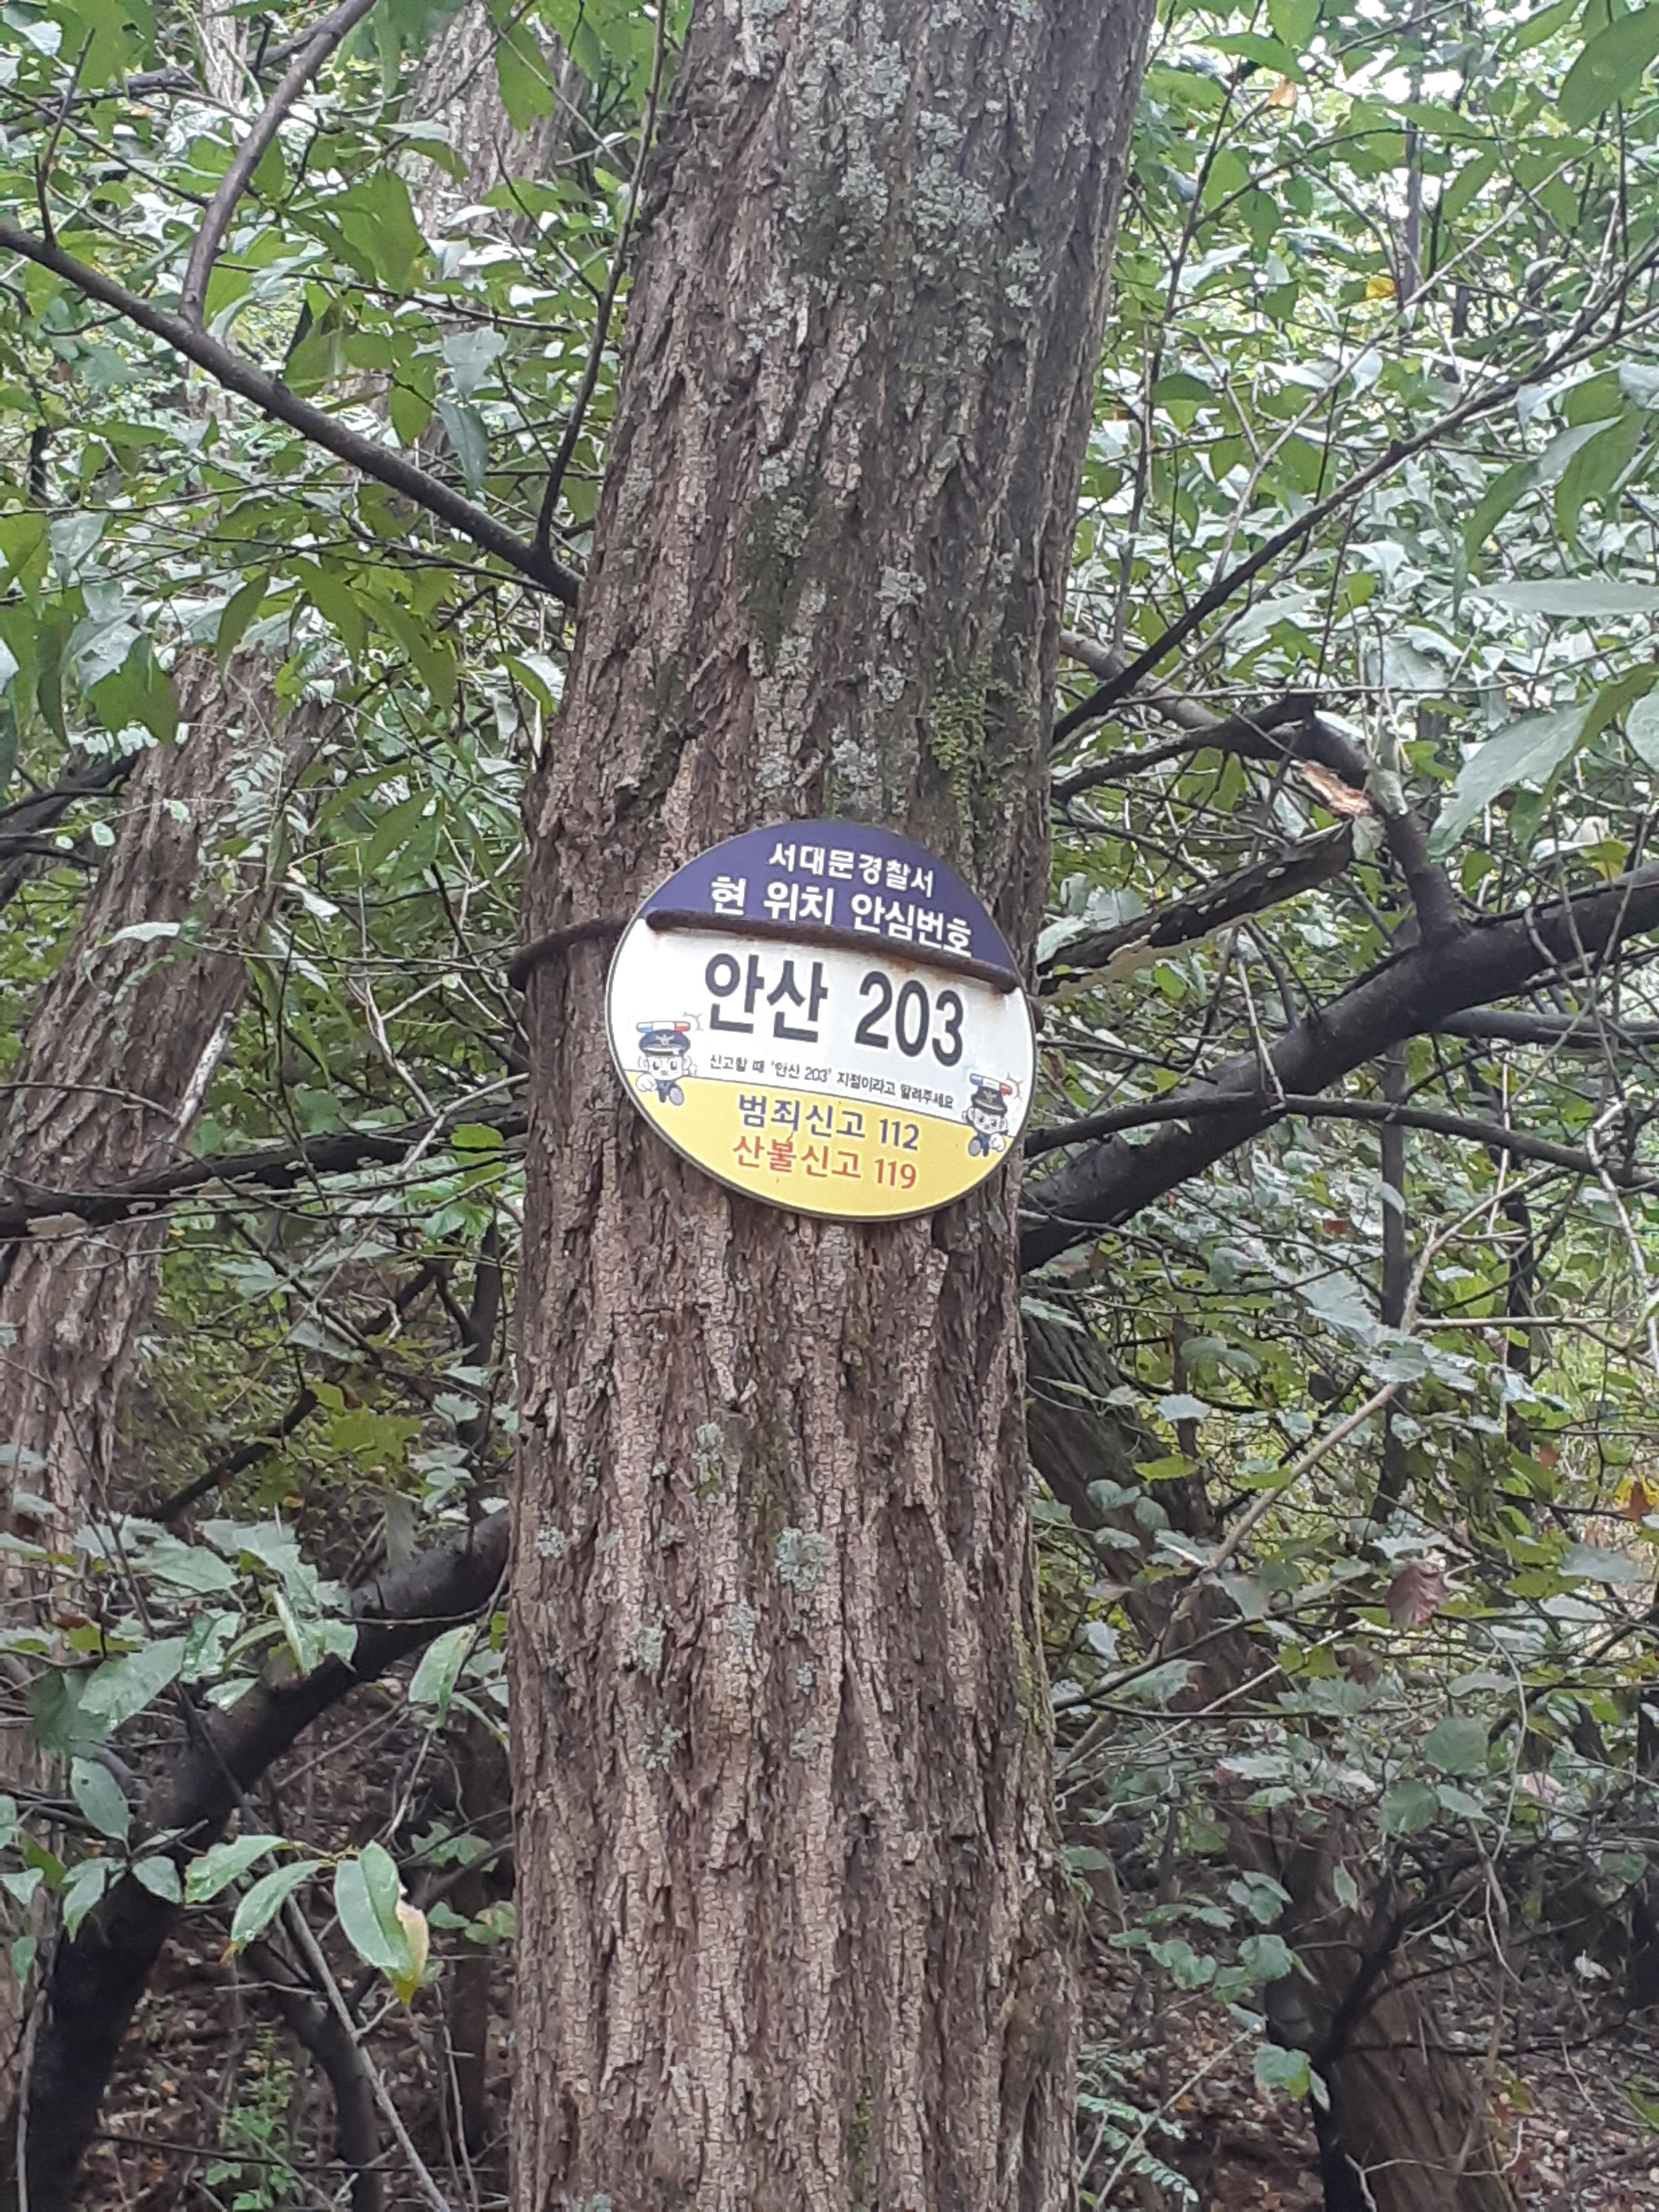 서대문경찰서
현 위치 안심번호
안산 203
신고할 때 '안산 203' 지점이라고 알려주세요
범죄신고 112
산불신고 119